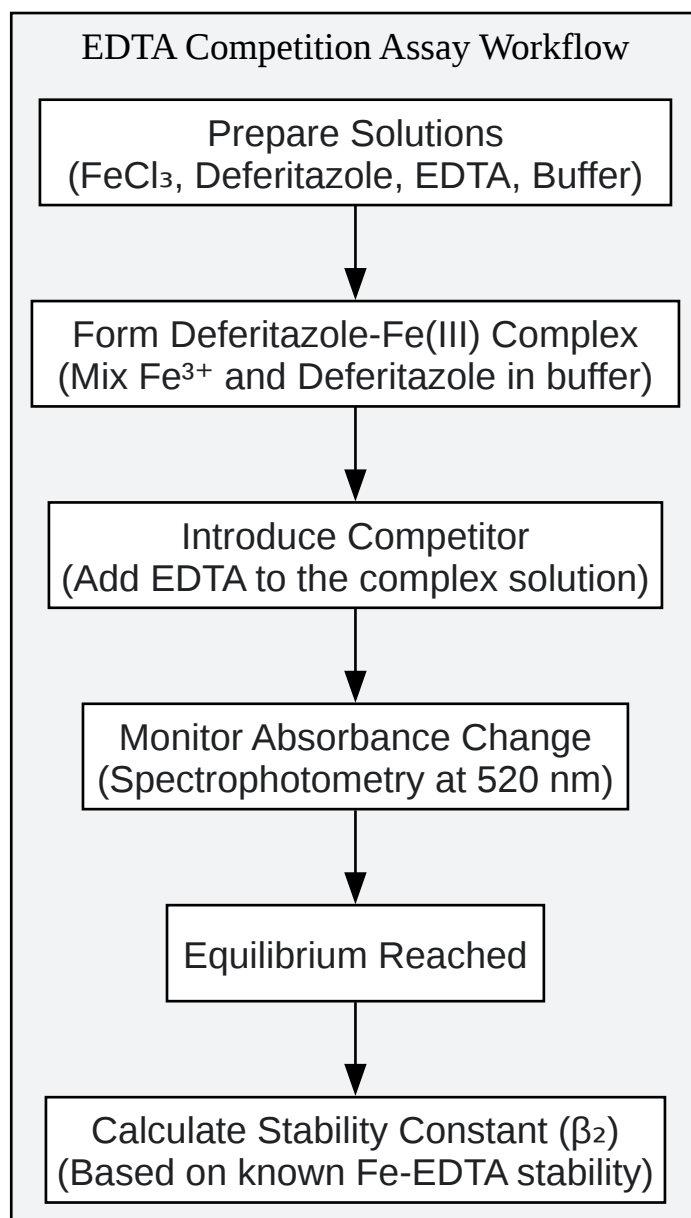 EDTA Competition Assay Workflow
Prepare Solutions
(FeCl₃, Deferitazole, EDTA, Buffer)
Form Deferitazole-Fe(III) Complex
(Mix Fe³⁺ and Deferitazole in buffer)
Introduce Competitor
(Add EDTA to the complex solution)
Monitor Absorbance Change
(Spectrophotometry at 520 nm)
Equilibrium Reached
Calculate Stability Constant (β₂)
(Based on known Fe-EDTA stability)